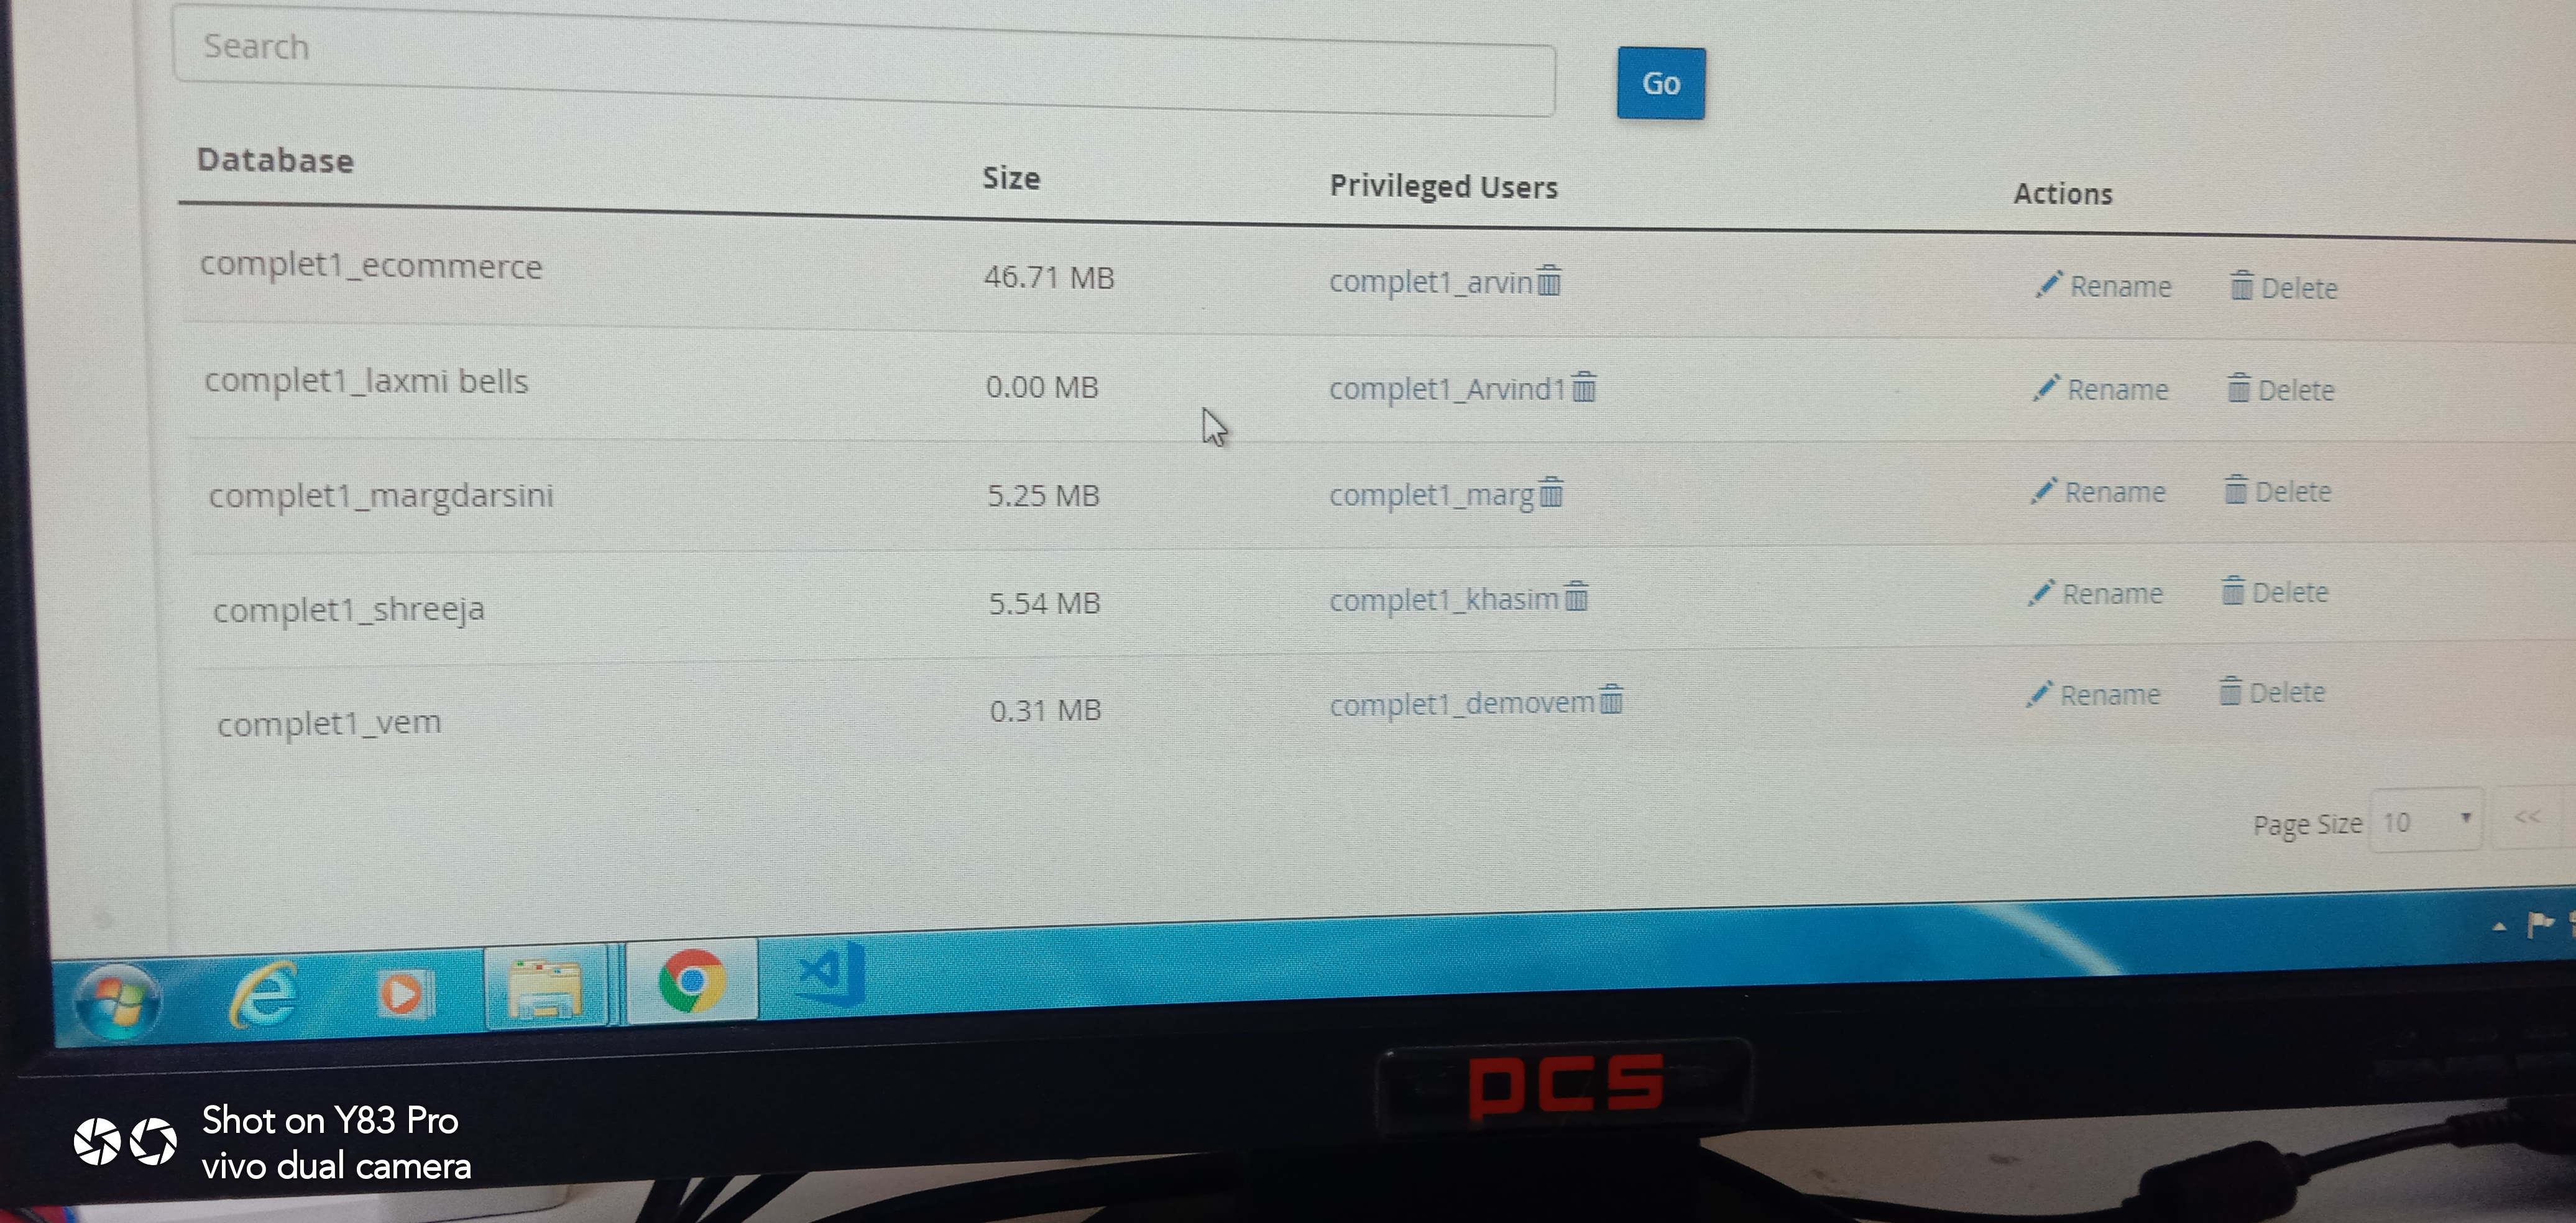 Search
Go
Database Size Privileged Users Actions
complet1_ecommerce 46.71 MB complet1_arvin Rename Delete
complet1_laxmi bells 0.00 MB complet1_Arvind1 Rename Delete
complet1_margdarsini 5.25 MB complet1_marg Rename Delete
complet1_shreeja 5.54 MB complet1_khasim Rename Delete
complet1_vem 0.31 MB complet1_demovem Rename Delete
Page Size 10 <<
PCS
Shot on Y83 Pro
vivo dual camera